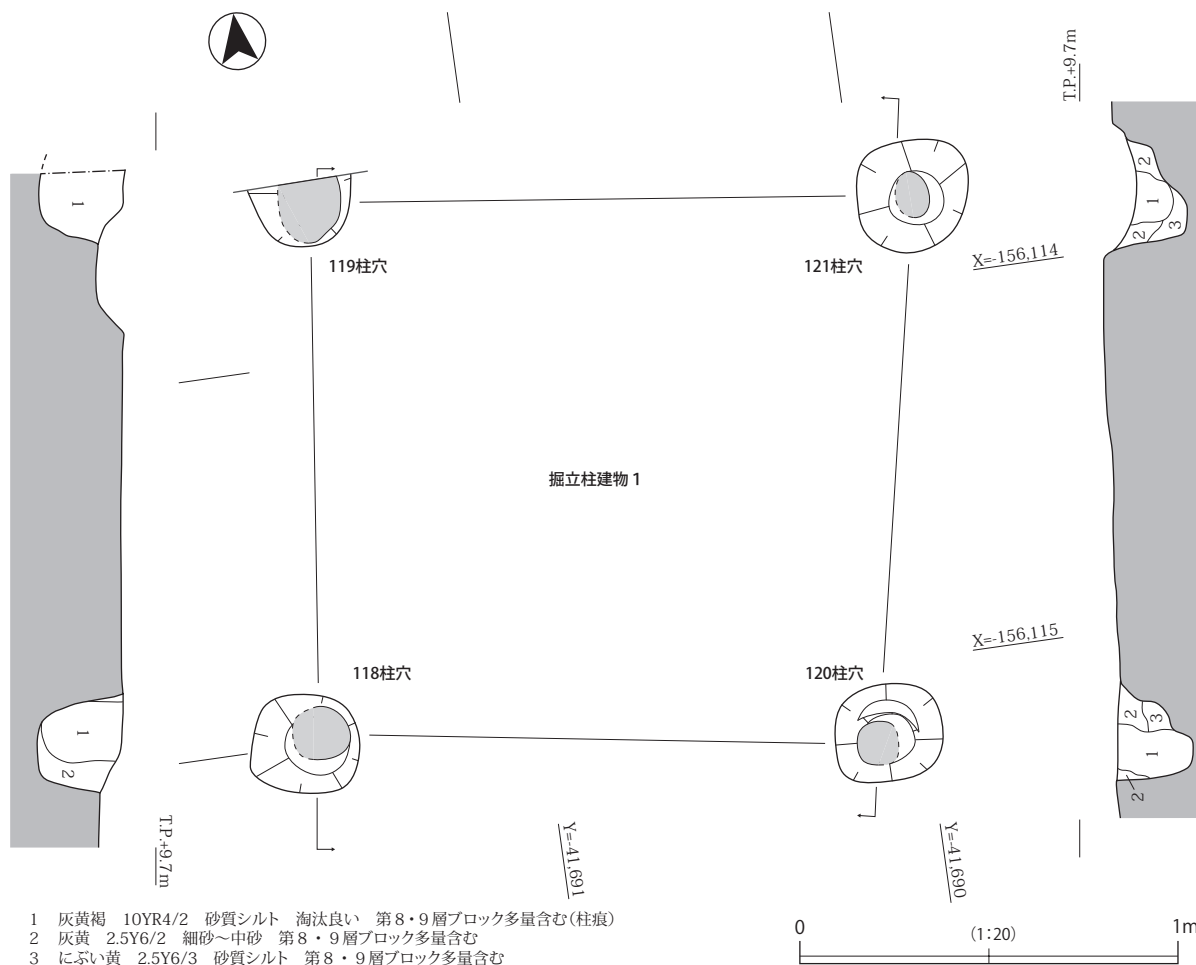 T.P.+9.7m
2
1
2
3
1
119柱穴
121柱穴
X=-156,114
掘立柱建物 1
X=-156,115
118柱穴
120柱穴
1
2
2
3
1
2
T.P.+9.7m
Y=-41,691
Y=-41,690
1 灰黄褐 10YR4/2 砂質シルト 淘汰良い 第8・9層ブロック多量含む(柱痕)
2 灰黄 2.5Y6/2 細砂～中砂 第8・9層ブロック多量含む
3 にぶい黄 2.5Y6/3 砂質シルト 第8・9層ブロック多量含む
0 (1:20) 1m